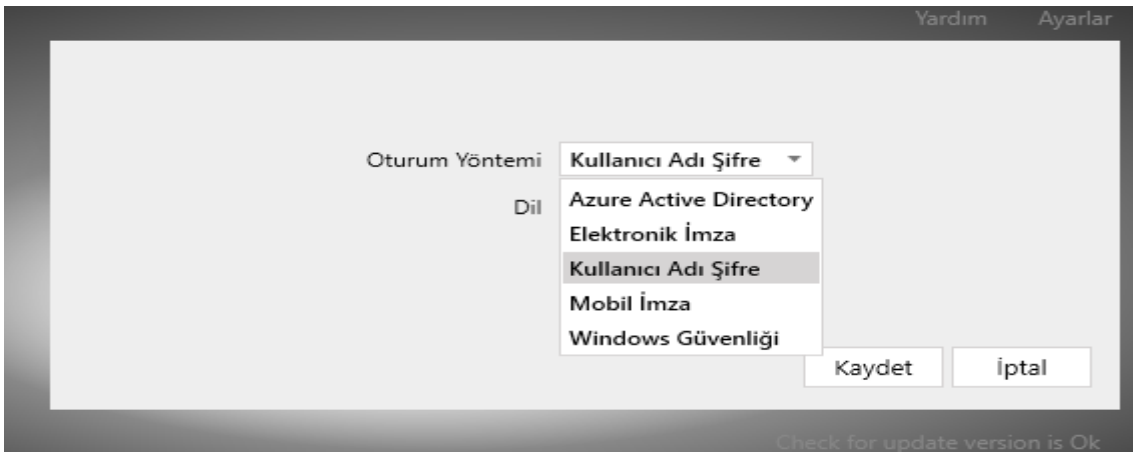 Yardım Ayarlar
Oturum Yöntemi Kullanıcı Adı Şifre
Dil
Azure Active Directory
Elektronik İmza
Kullanıcı Adı Şifre
Mobil İmza
Windows Güvenliği
Kaydet İptal
Check for update version is Ok